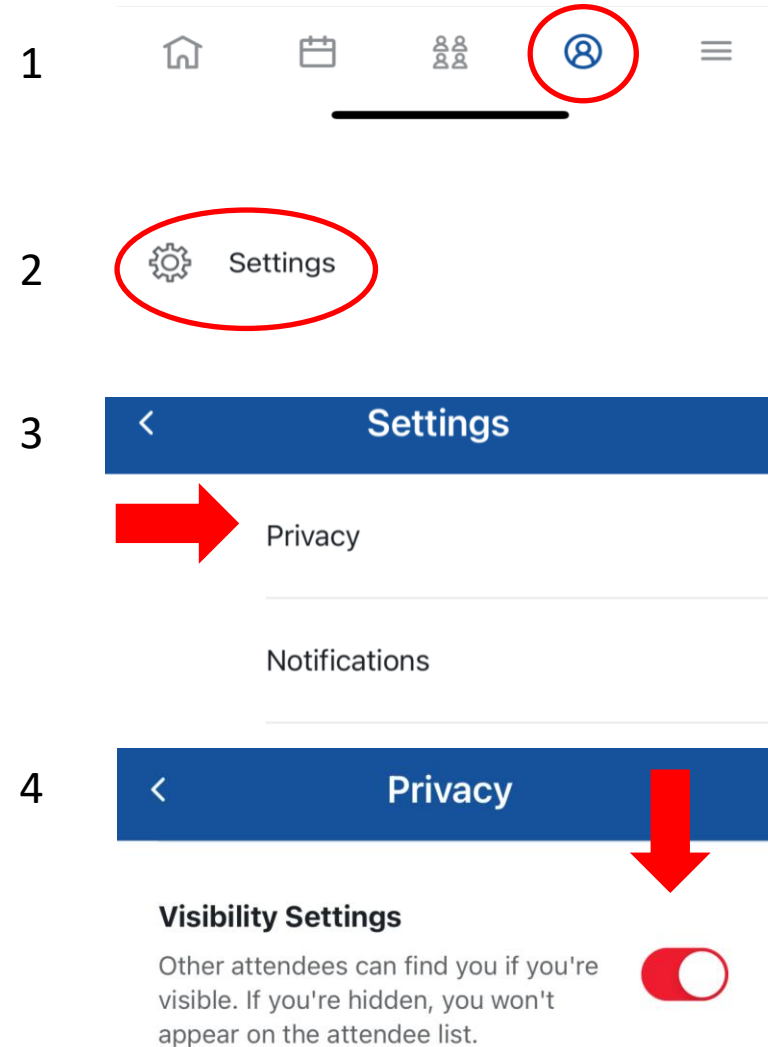 1
2
Settings
3
Settings
Privacy
Notifications
4
Privacy
Visibility Settings
Other attendees can find you if you're
visible. If you're hidden, you won't
appear on the attendee list.